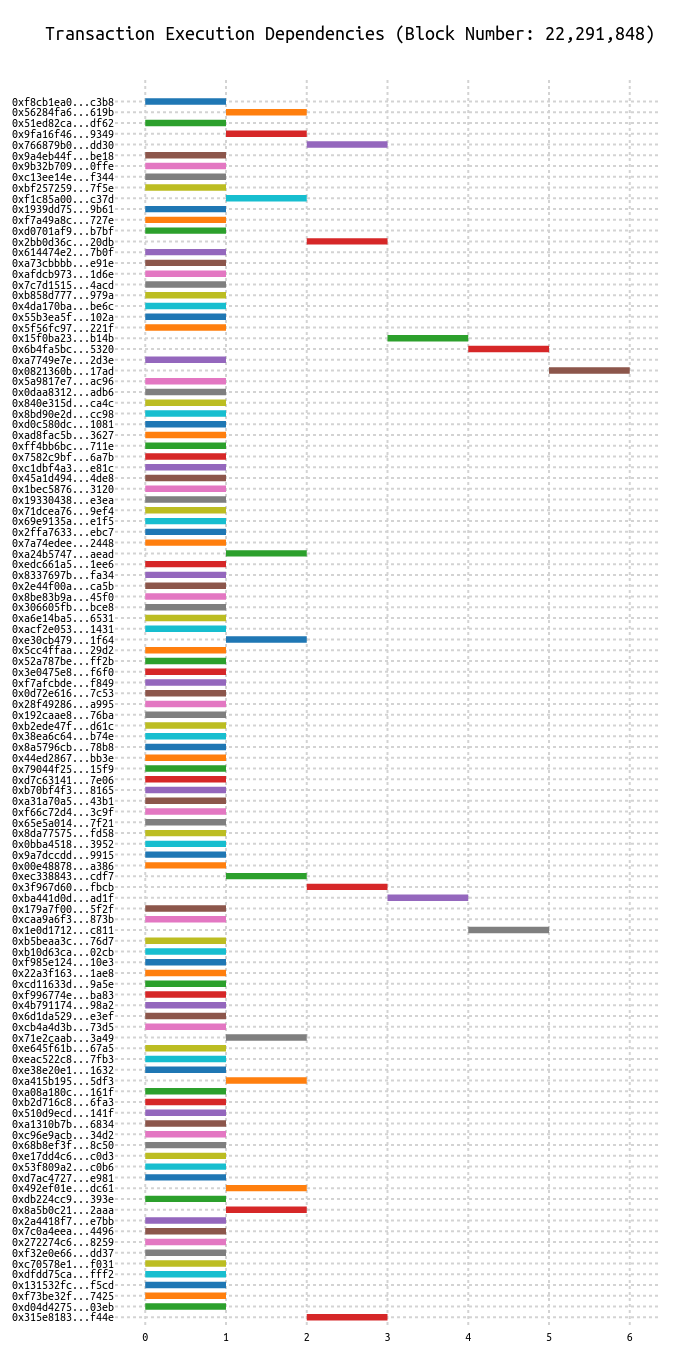 Transaction Execution Dependencies (Block Number: 22,291,848)
0xf8cb1ea0...c3b8
0x56284fa6...619b
0x51ed82ca...df62
0x9fa16f46...9349
0x766879b0...dd30
0x9a4eb44f...be18
0x9b32b709...0ffe
0xc13ee14e...f344
0xbf257259...7f5e
0xf1c85a00...c37d
0x1939dd75...9b61
0xf7a49a8c...727e
0xd0701af9...b7bf
0x2bb0d36c...20db
0x614474e2...7b0f
0xa73cbbbb...e91e
0xafdcb973...1d6e
0x7c7d1515...4acd
0xb858d777...979a
0x4da170ba...be6c
0x55b3ea5f...102a
0x5f56fc97...221f
0x15f0ba23...b14b
0x6b4fa5bc...5320
0xa7749e7e...2d3e
0x0821360b...17ad
0x5a9817e7...ac96
0x0daa8312...adb6
0x840e315d...ca4c
0x8bd90e2d...cc98
0xd0c580dc...1081
0xad8fac5b...3627
0xff4bb6bc...711e
0x7582c9bf...6a7b
0xc1dbf4a3...e81c
0x45a1d494...4de8
0x1bec5876...3120
0x19330438...e3ea
0x71dcea76...9ef4
0x69e9135a...e1f5
0x2ffa7633...ebc7
0x7a74edee...2448
0xa24b5747...aead
0xedc661a5...1ee6
0x8337697b...fa34
0x2e44f00a...ca5b
0x8be83b9a...45f0
0x306605fb...bce8
0xa6e14ba5...6531
0xacf2e053...1431
0xe30cb479...1f64
0x5cc4ffaa...29d2
0x52a787be...ff2b
0x3e0475e8...f6f0
0xf7afcbde...f849
0x0d72e616...7c53
0x28f49286...a995
0x192caae8...76ba
0xb2ede47f...d61c
0x38ea6c64...b74e
0x8a5796cb...78b8
0x44ed2867...bb3e
0x79044f25...15f9
0xd7c63141...7e06
0xb70bf4f3...8165
0xa31a70a5...43b1
0xf66c72d4...3c9f
0x65e5a014...7f21
0x8da77575...fd58
0x0bba4518...3952
0x9a7dccdd...9915
0x00e48878...a386
0xec338843...cdf7
0x3f967d60...fbcb
0xba441d0d...ad1f
0x179a7f00...5f2f
0xcaa9a6f3...873b
0x1e0d1712...c811
0xb5beaa3c...76d7
0xb10d63ca...02cb
0xf985e124...10e3
0x22a3f163...1ae8
0xcd11633d...9a5e
0xf996774e...ba83
0x4b791174...98a2
0x6d1da529...e3ef
0xcb4a4d3b...73d5
0x71e2caab...3a49
0xe645f61b...67a5
0xeac522c8...7fb3
0xe38e20e1...1632
0xa415b195...5df3
0xa08a180c...161f
0xb2d716c8...6fa3
0x510d9ecd...141f
0xa1310b7b...6834
0xc96e9acb...34d2
0x68b8ef3f...8c50
0xe17dd4c6...c0d3
0x53f809a2...c0b6
0xd7ac4727...e981
0x492ef01e...dc61
0xdb224cc9...393e
0x8a5b0c21...2aaa
0x2a4418f7...e7bb
0x7c0a4eea...4496
0x272274c6...8259
0xf32e0e66...dd37
0xc70578e1...f031
0xdfdd75ca...fff2
0x131532fc...f5cd
0xf73be32f...7425
0xd04d4275...03eb
0x315e8183...f44e
0 1 2 3 4 5 6